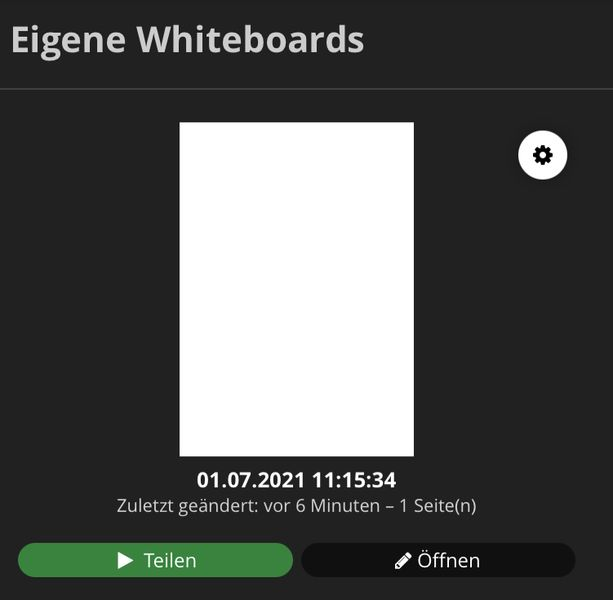 Eigene Whiteboards
01.07.2021 11:15:34
Zuletzt geändert: vor 6 Minuten – 1 Seite(n)
Teilen
Öffnen